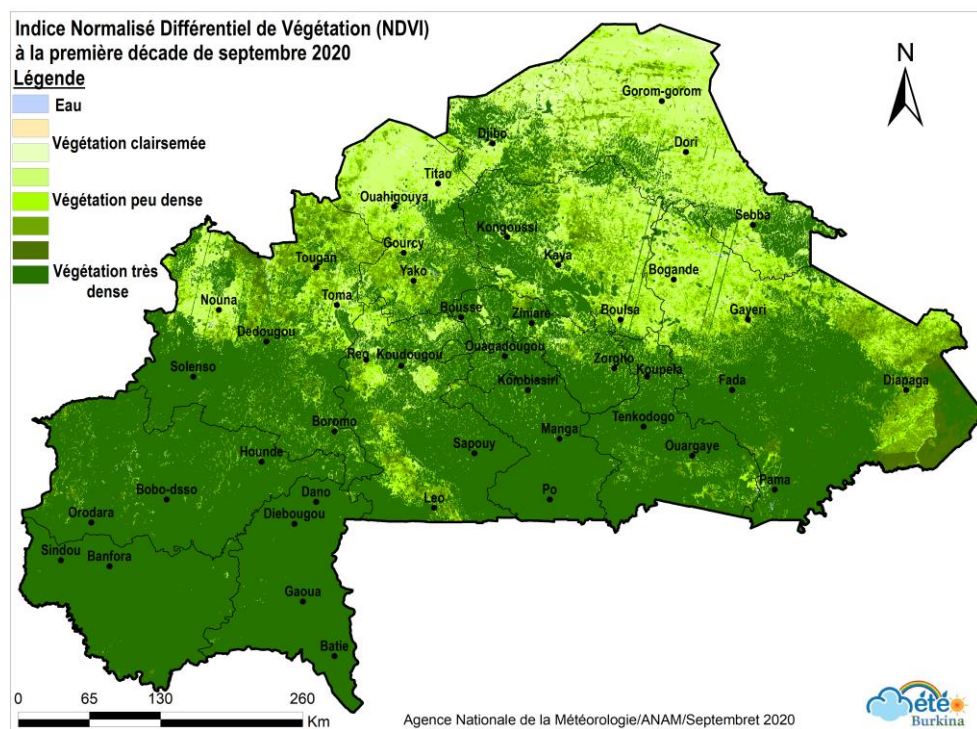 Indice Normalisé Différentiel de Végétation (NDVI)
à la première décade de septembre 2020
Légende
Eau
Végétation clairsemée
Végétation peu dense
Végétation très
dense
N
Gorom-gorom
Djibo
Dori
Titao
Ouahigouya
Sebba
Kongoussi
Gourcy
Kaya
Tougan
Yako
Bogande
Nouna
Toma
Bousse
Ziniare
Boulsa
Gayeri
Dedougou
Ouagadougou
Reo
Koudougou
Zorgho
Koupela
Solenso
Kombissiri
Fada
Diapaga
Boromo
Tenkodogo
Manga
Sapouy
Ouargaye
Hounde
Pama
Bobo-dsso
Dano
Leo
Po
Orodara
Diebougou
Sindou
Banfora
Gaoua
Batie
0 65 130 260
Km
Agence Nationale de la Météorologie/ANAM/Septembret 2020
étéo
Burkina